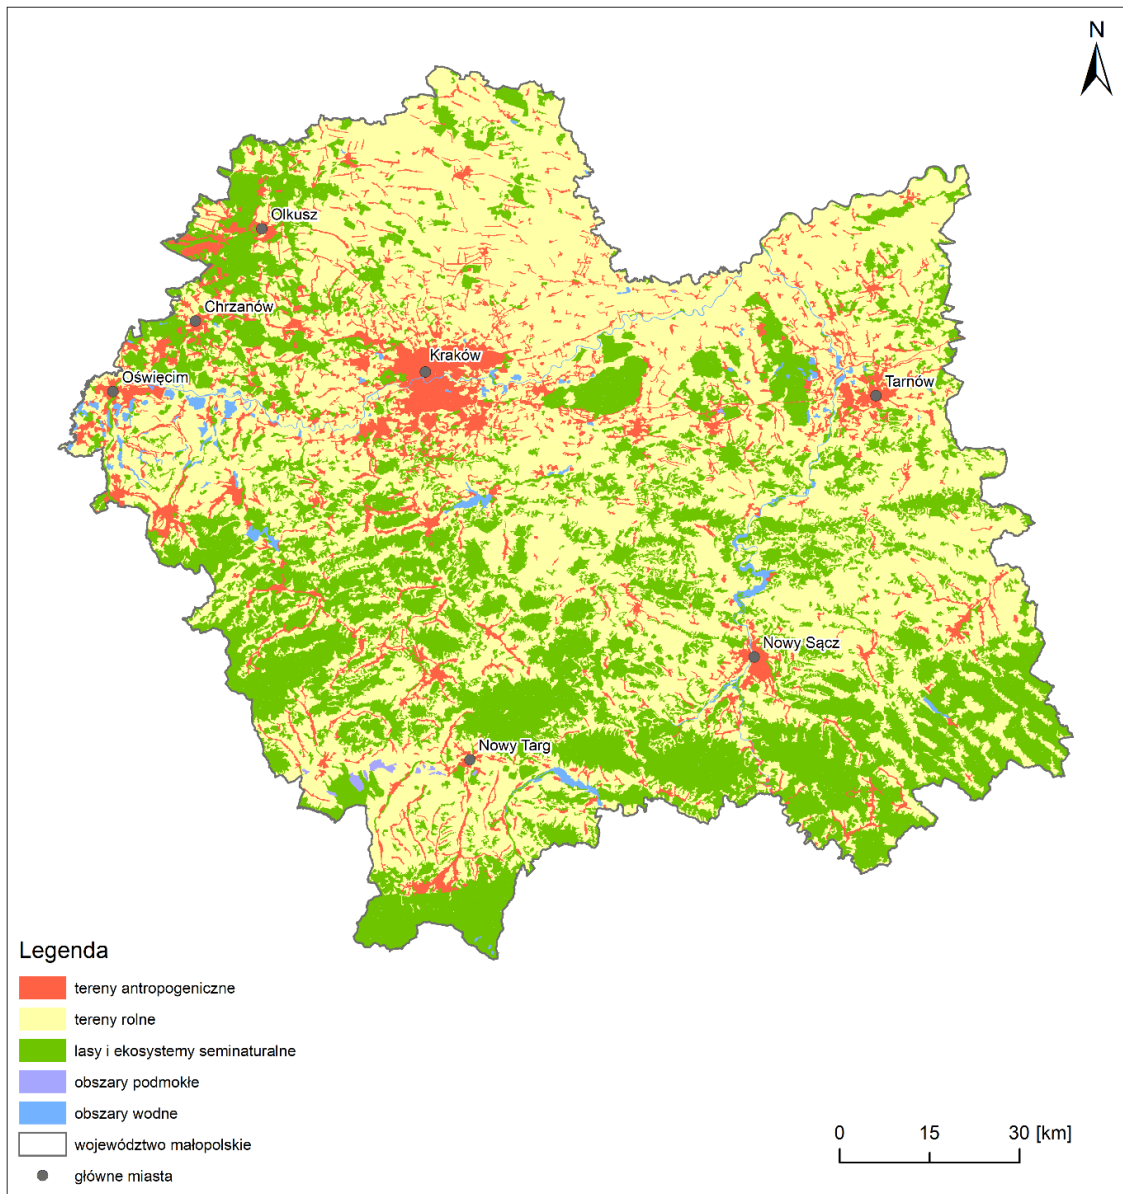 N
Olkusz
Chrzanów
Kraków
Oświęcim
Tarnów
Nowy Sącz
Nowy Targ
Legenda
tereny antropogeniczne
tereny rolne
lasy i ekosystemy seminaturalne
obszary podmokłe
obszary wodne
województwo małopolskie
główne miasta
0 15 30 [km]